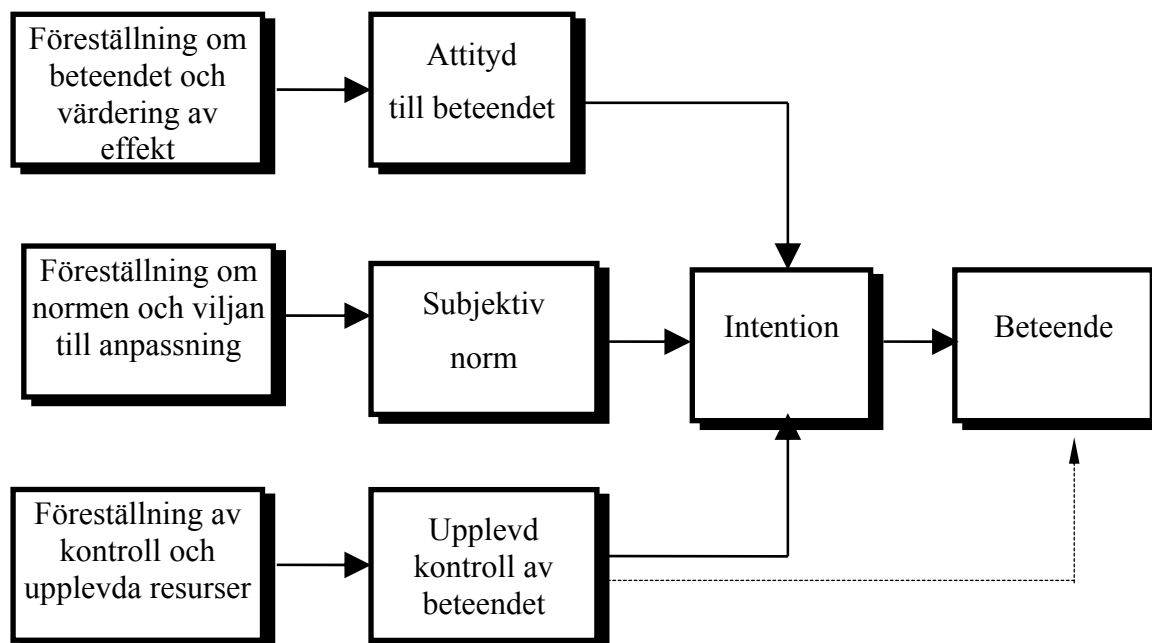 Föreställning om
beteendet och
värdering av
effekt
Attityd
till beteendet
Föreställning om
normen och viljan
till anpassning
Subjektiv
norm
Intention
Beteende
Föreställning av
kontroll och
upplevda resurser
Upplevd
kontroll av
beteendet